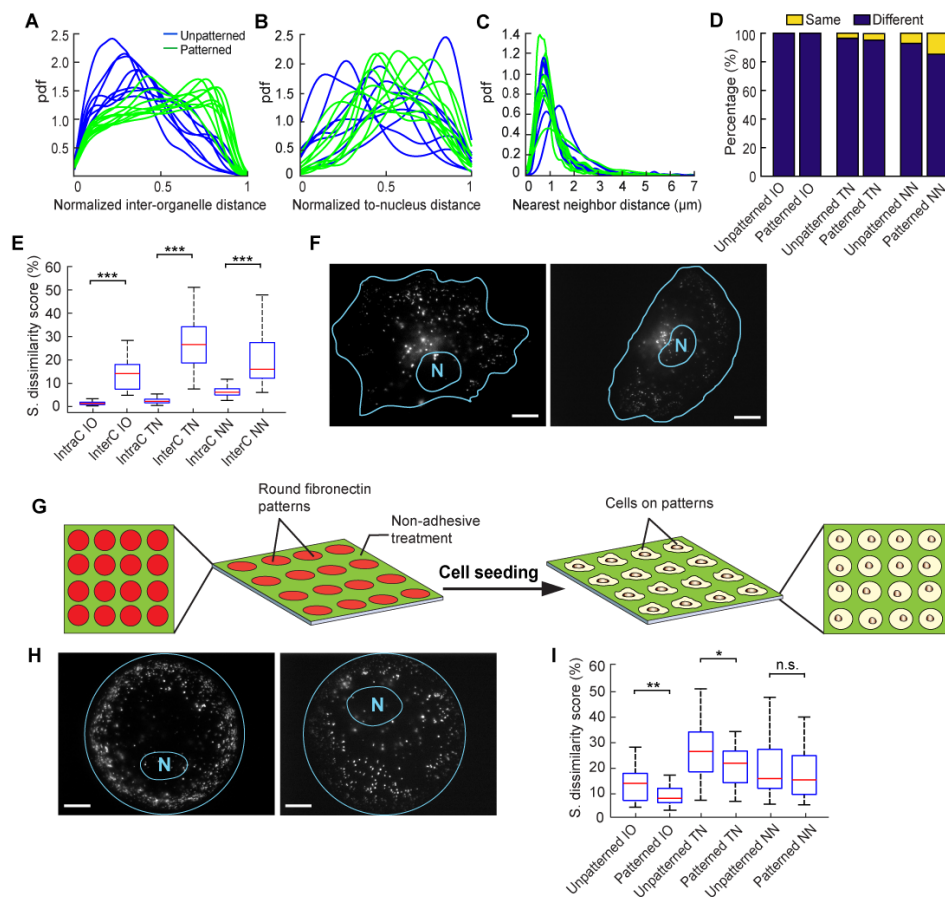 A
Unpatterned
Patterned
2.5
2.0
1.5
1.0
0.5
pdf
0
0.5
1
Normalized inter-organelle distance
B
2.5
2.0
1.5
1.0
0.5
pdf
0
0.5
1
Normalized to-nucleus distance
C
1.4
1.2
1.0
0.8
0.6
0.4
0.2
0
pdf
0
1
2
3
4
5
6
7
Nearest neighbor distance (µm)
D
Same
Different
100
80
60
40
20
0
Percentage (%)
Unpatterned IO
Patterned IO
Unpatterned TN
Patterned TN
Unpatterned NN
Patterned NN
E
60
50
40
30
20
10
0
S. dissimilarity score (%)
***
***
***
IntraC IO
InterC IO
IntraC TN
InterC TN
IntraC NN
InterC NN
F
N
N
G
Round fibronectin
patterns
Non-adhesive
treatment
Cell seeding
Cells on patterns
H
N
N
I
60
50
40
30
20
10
0
S. dissimilarity score (%)
**
*
n.s.
Unpatterned IO
Patterned IO
Unpatterned TN
Patterned TN
Unpatterned NN
Patterned NN